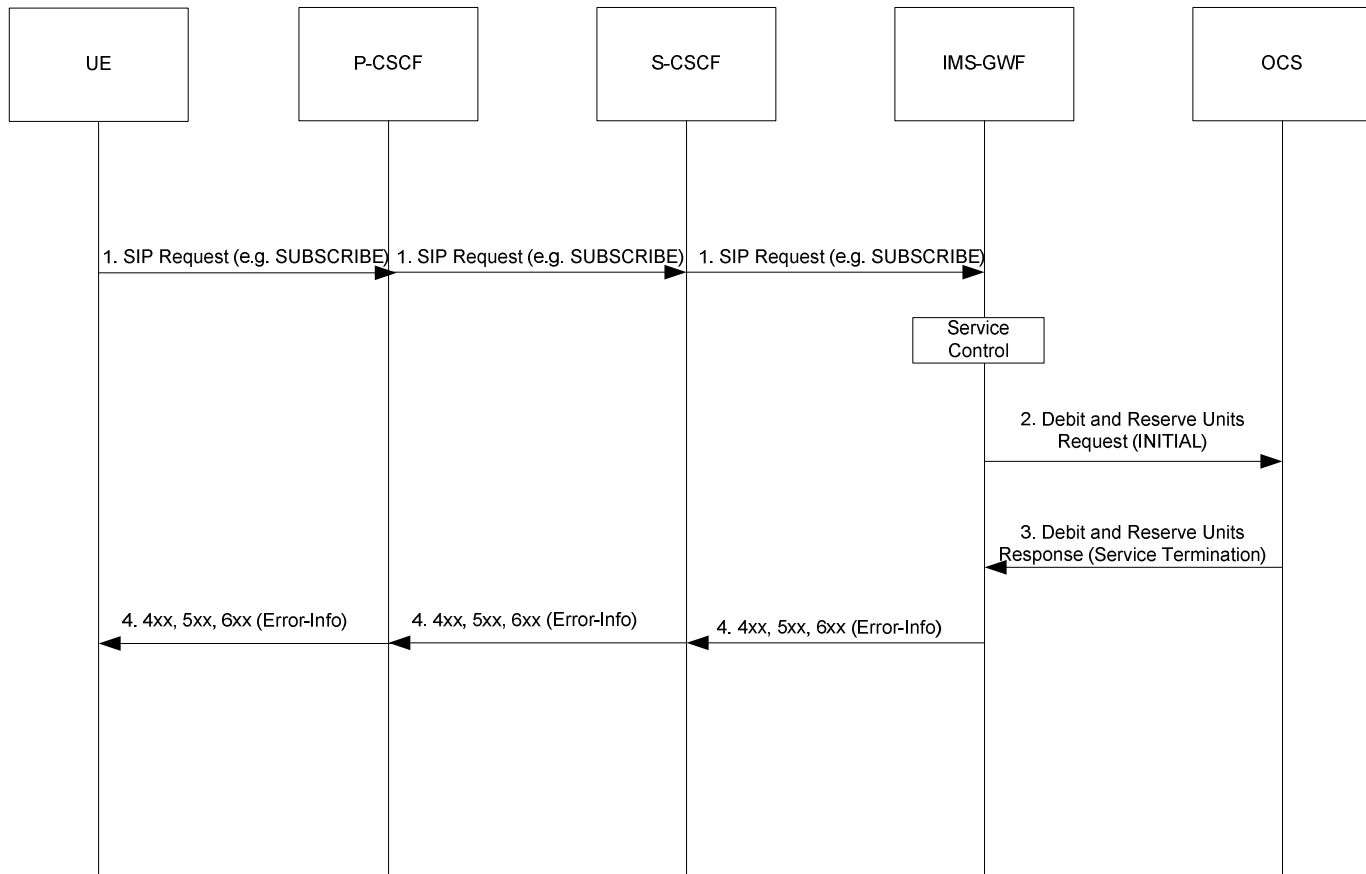 UE
P-CSCF
S-CSCF
IMS-GWF
OCS
1. SIP Request (e.g. SUBSCRIBE)
1. SIP Request (e.g. SUBSCRIBE)
1. SIP Request (e.g. SUBSCRIBE)
Service
Control
2. Debit and Reserve Units
Request (INITIAL)
3. Debit and Reserve Units
Response (Service Termination)
4. 4xx, 5xx, 6xx (Error-Info)
4. 4xx, 5xx, 6xx (Error-Info)
4. 4xx, 5xx, 6xx (Error-Info)